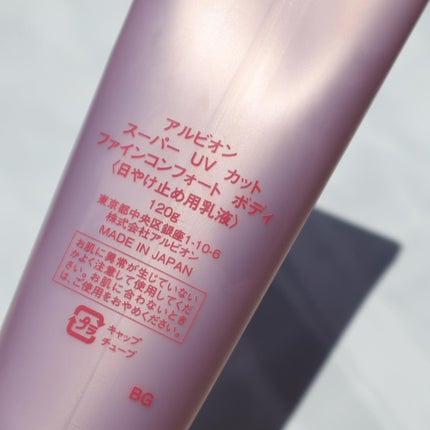 アルビオン
スーパー UV カット
ファインコンフォート ボディ
〈日やけ止め用乳液〉
120g
東京都中央区銀座1-10-6
株式会社アルビオン
MADE IN JAPAN
お肌に異常が生じていない
かよく注意して使用してくだ
さい。お肌に合わないとき
は、ご使用をおやめください。
プラ
キャップ
チューブ
BG